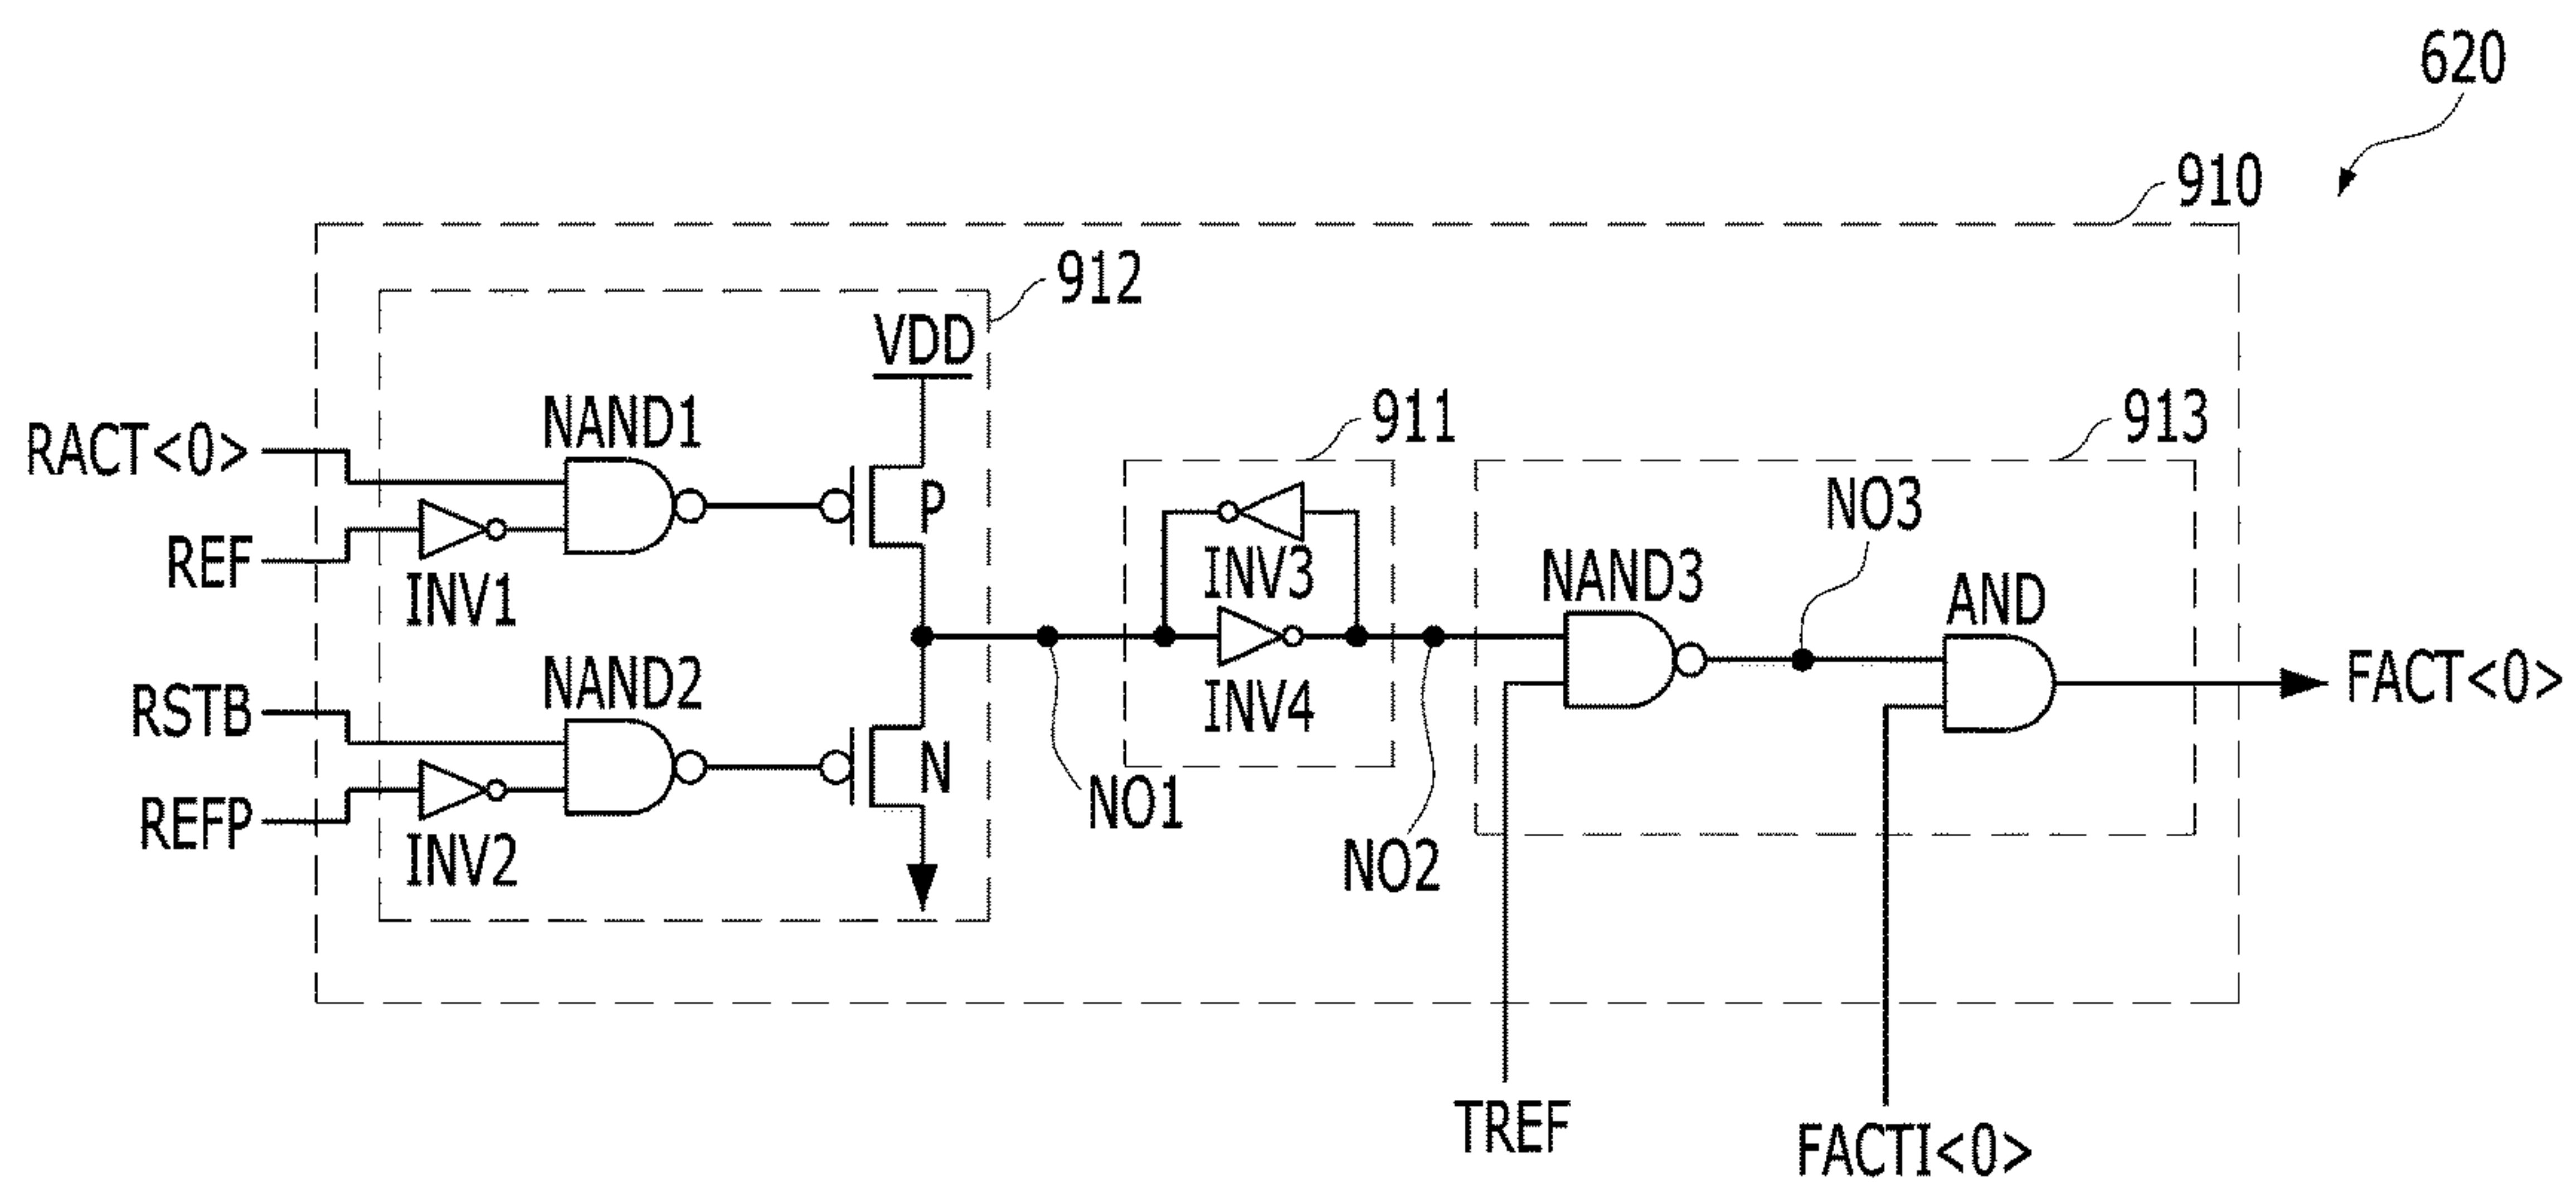 620
910
912
VDD
911
913
NAND1
RACT<0>
P
NO3
REF
INV1
INV3
NAND3
AND
NAND2
FACT<0>
RSTB
INV4
N
REFP
NO1
INV2
NO2
TREF
FACTI<0>